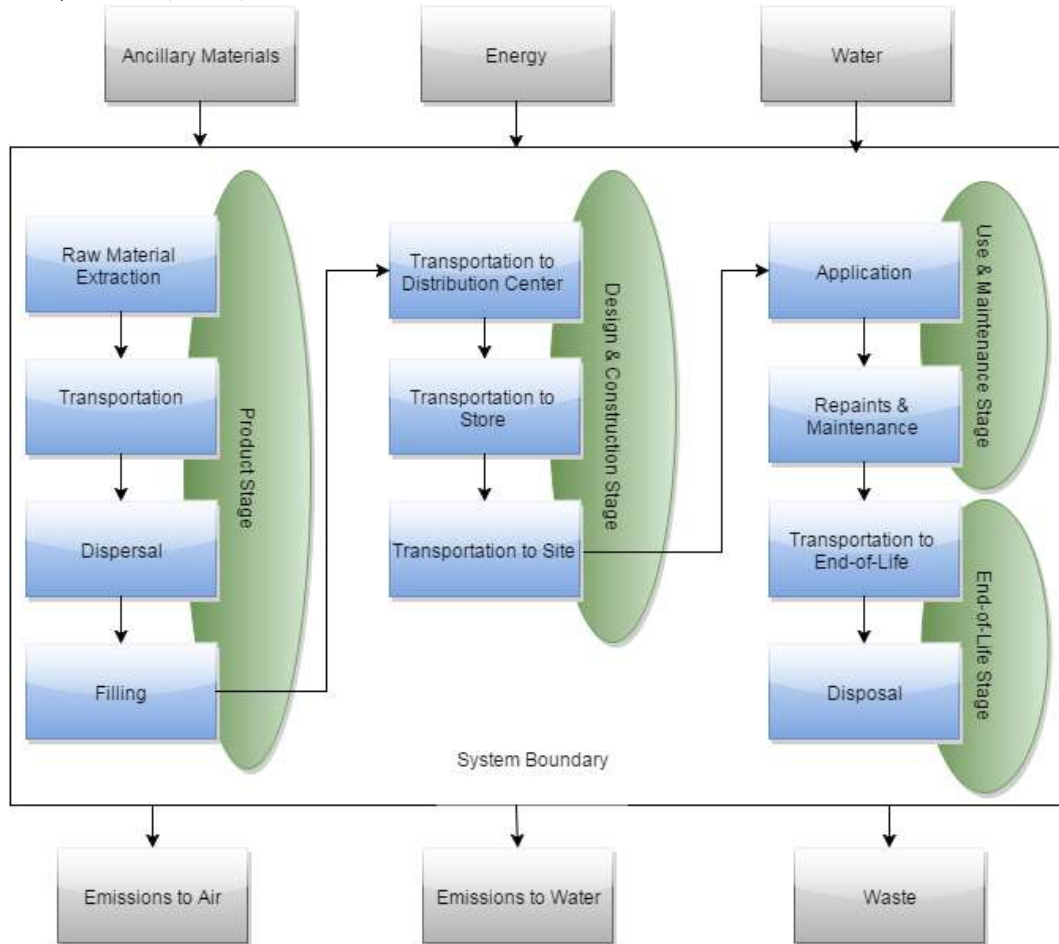 Ancillary Materials
Energy
Water
Raw Material
Extraction
Transportation
Dispersal
Filling
Product Stage
Transportation to
Distribution Center
Transportation to
Store
Transportation to Site
Design & Construction Stage
Application
Repaints &
Maintenance
Use & Maintenance Stage
Transportation to
End-of-Life
Disposal
End-of-Life Stage
System Boundary
Emissions to Air
Emissions to Water
Waste